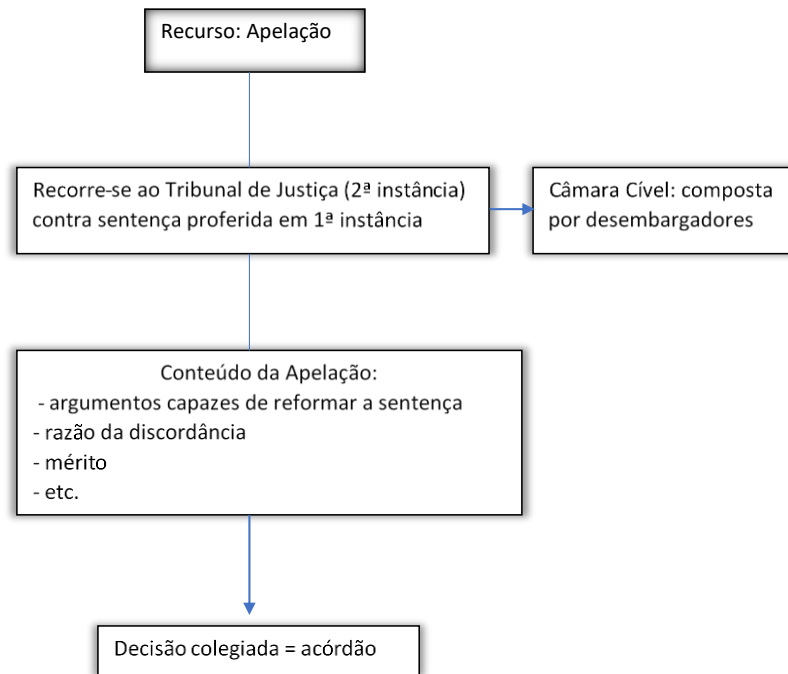 Recurso: Apelação
Recorre-se ao Tribunal de Justiça (2ª instância)
contra sentença proferida em 1ª instância
Câmara Cível: composta
por desembargadores
Conteúdo da Apelação:
- argumentos capazes de reformar a sentença
- razão da discordância
- mérito
- etc.
Decisão colegiada = acórdão